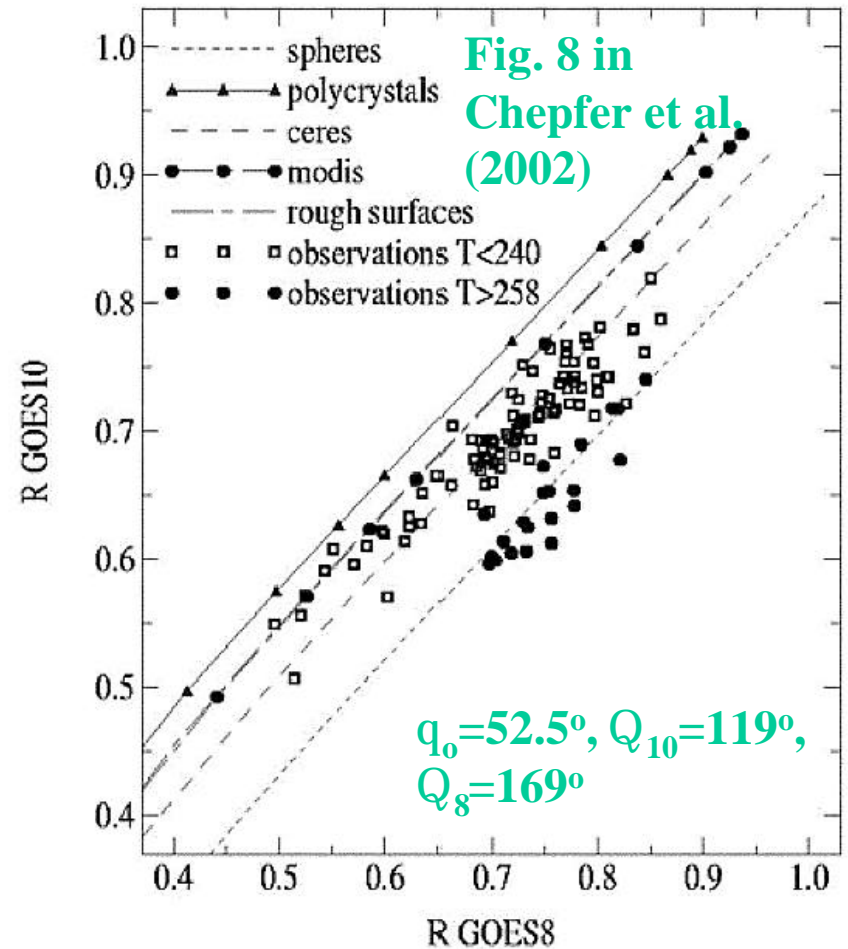 Fig. 8 in
Chepfer et al.
(2002)
spheres
polycrystals
ceres
modis
rough surfaces
observations T<240
observations T>258
1.0
0.9
0.8
0.7
0.6
0.5
0.4
R GOES10
qₒ=52.5ᵒ, Q₁₀=119ᵒ,
Q₈=169ᵒ
0.4 0.5 0.6 0.7 0.8 0.9 1.0
R GOES8